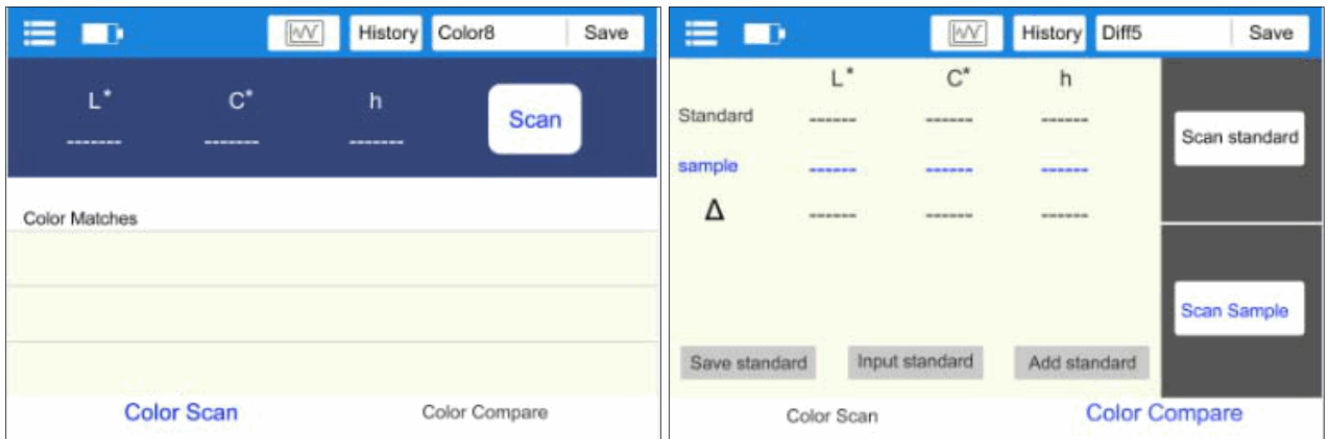 History Color8 Save
L* C* h
------- ------- -------
Scan
Color Matches
Color Scan Color Compare
History Diff5 Save
L* C* h
Standard ------ ------ ------
sample ------ ------ ------
Δ ------ ------ ------
Scan standard
Scan Sample
Save standard Input standard Add standard
Color Scan Color Compare